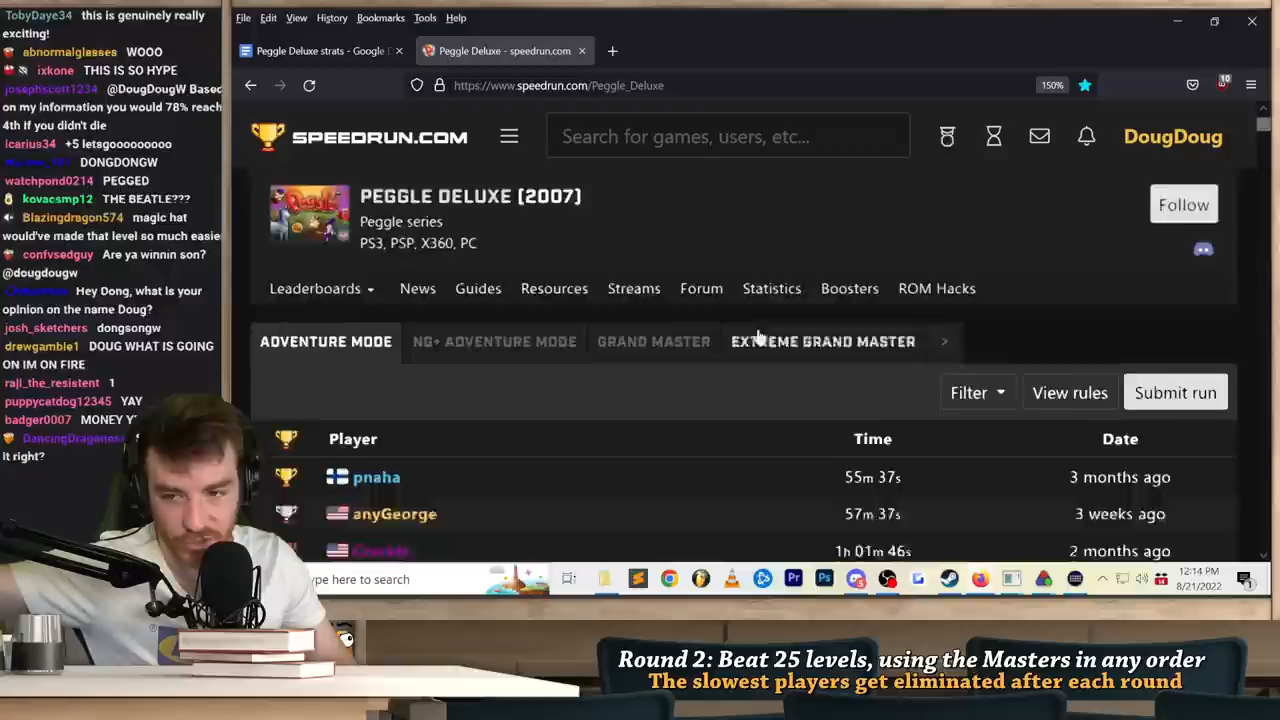 TobyDaye34 this is genuinely really
exciting!
abnormalglasses WOOO
ixkone THIS IS SO HYPE
josephscott1234 @DougDougW Based
on my information you would 78% reach
4th if you didn't die
Icarius34 +5 letsgooooooooo
DONGDONGW
watchpond0214 PEGGED
kovacsmp12 THE BEATLE???
Blazingdragon574 magic hat
would've made that level so much easie
confvsedguy Are ya winnin son?
@dougdougw
Hey Dong, what is your
opinion on the name Doug?
josh_sketchers dongsongw
drewgamble1 DOUG WHAT IS GOING
ON IM ON FIRE
raji_the_resistent 1
puppycatdog12345 YAY
badger0007 MONEY Y
it right?
File Edit View History Bookmarks Tools Help
Peggle Deluxe strats - Google
Peggle Deluxe - speedrun.com
https://www.speedrun.com/Peggle_Deluxe
150%
10
SPEEDRUN.COM
Search for games, users, etc...
DougDoug
PEGGLE DELUXE (2007)
Peggle series
PS3, PSP, X360, PC
Follow
Leaderboards News Guides Resources Streams Forum Statistics Boosters ROM Hacks
ADVENTURE MODE NG+ ADVENTURE MODE GRAND MASTER EXTREME GRAND MASTER >
Filter View rules Submit run
Player Time Date
pnaha 55m 37s 3 months ago
anyGeorge 57m 37s 3 weeks ago
1h 01m 46s 2 months ago
ype here to search
12:14 PM
8/21/2022
Round 2: Beat 25 levels, using the Masters in any order
The slowest players get eliminated after each round